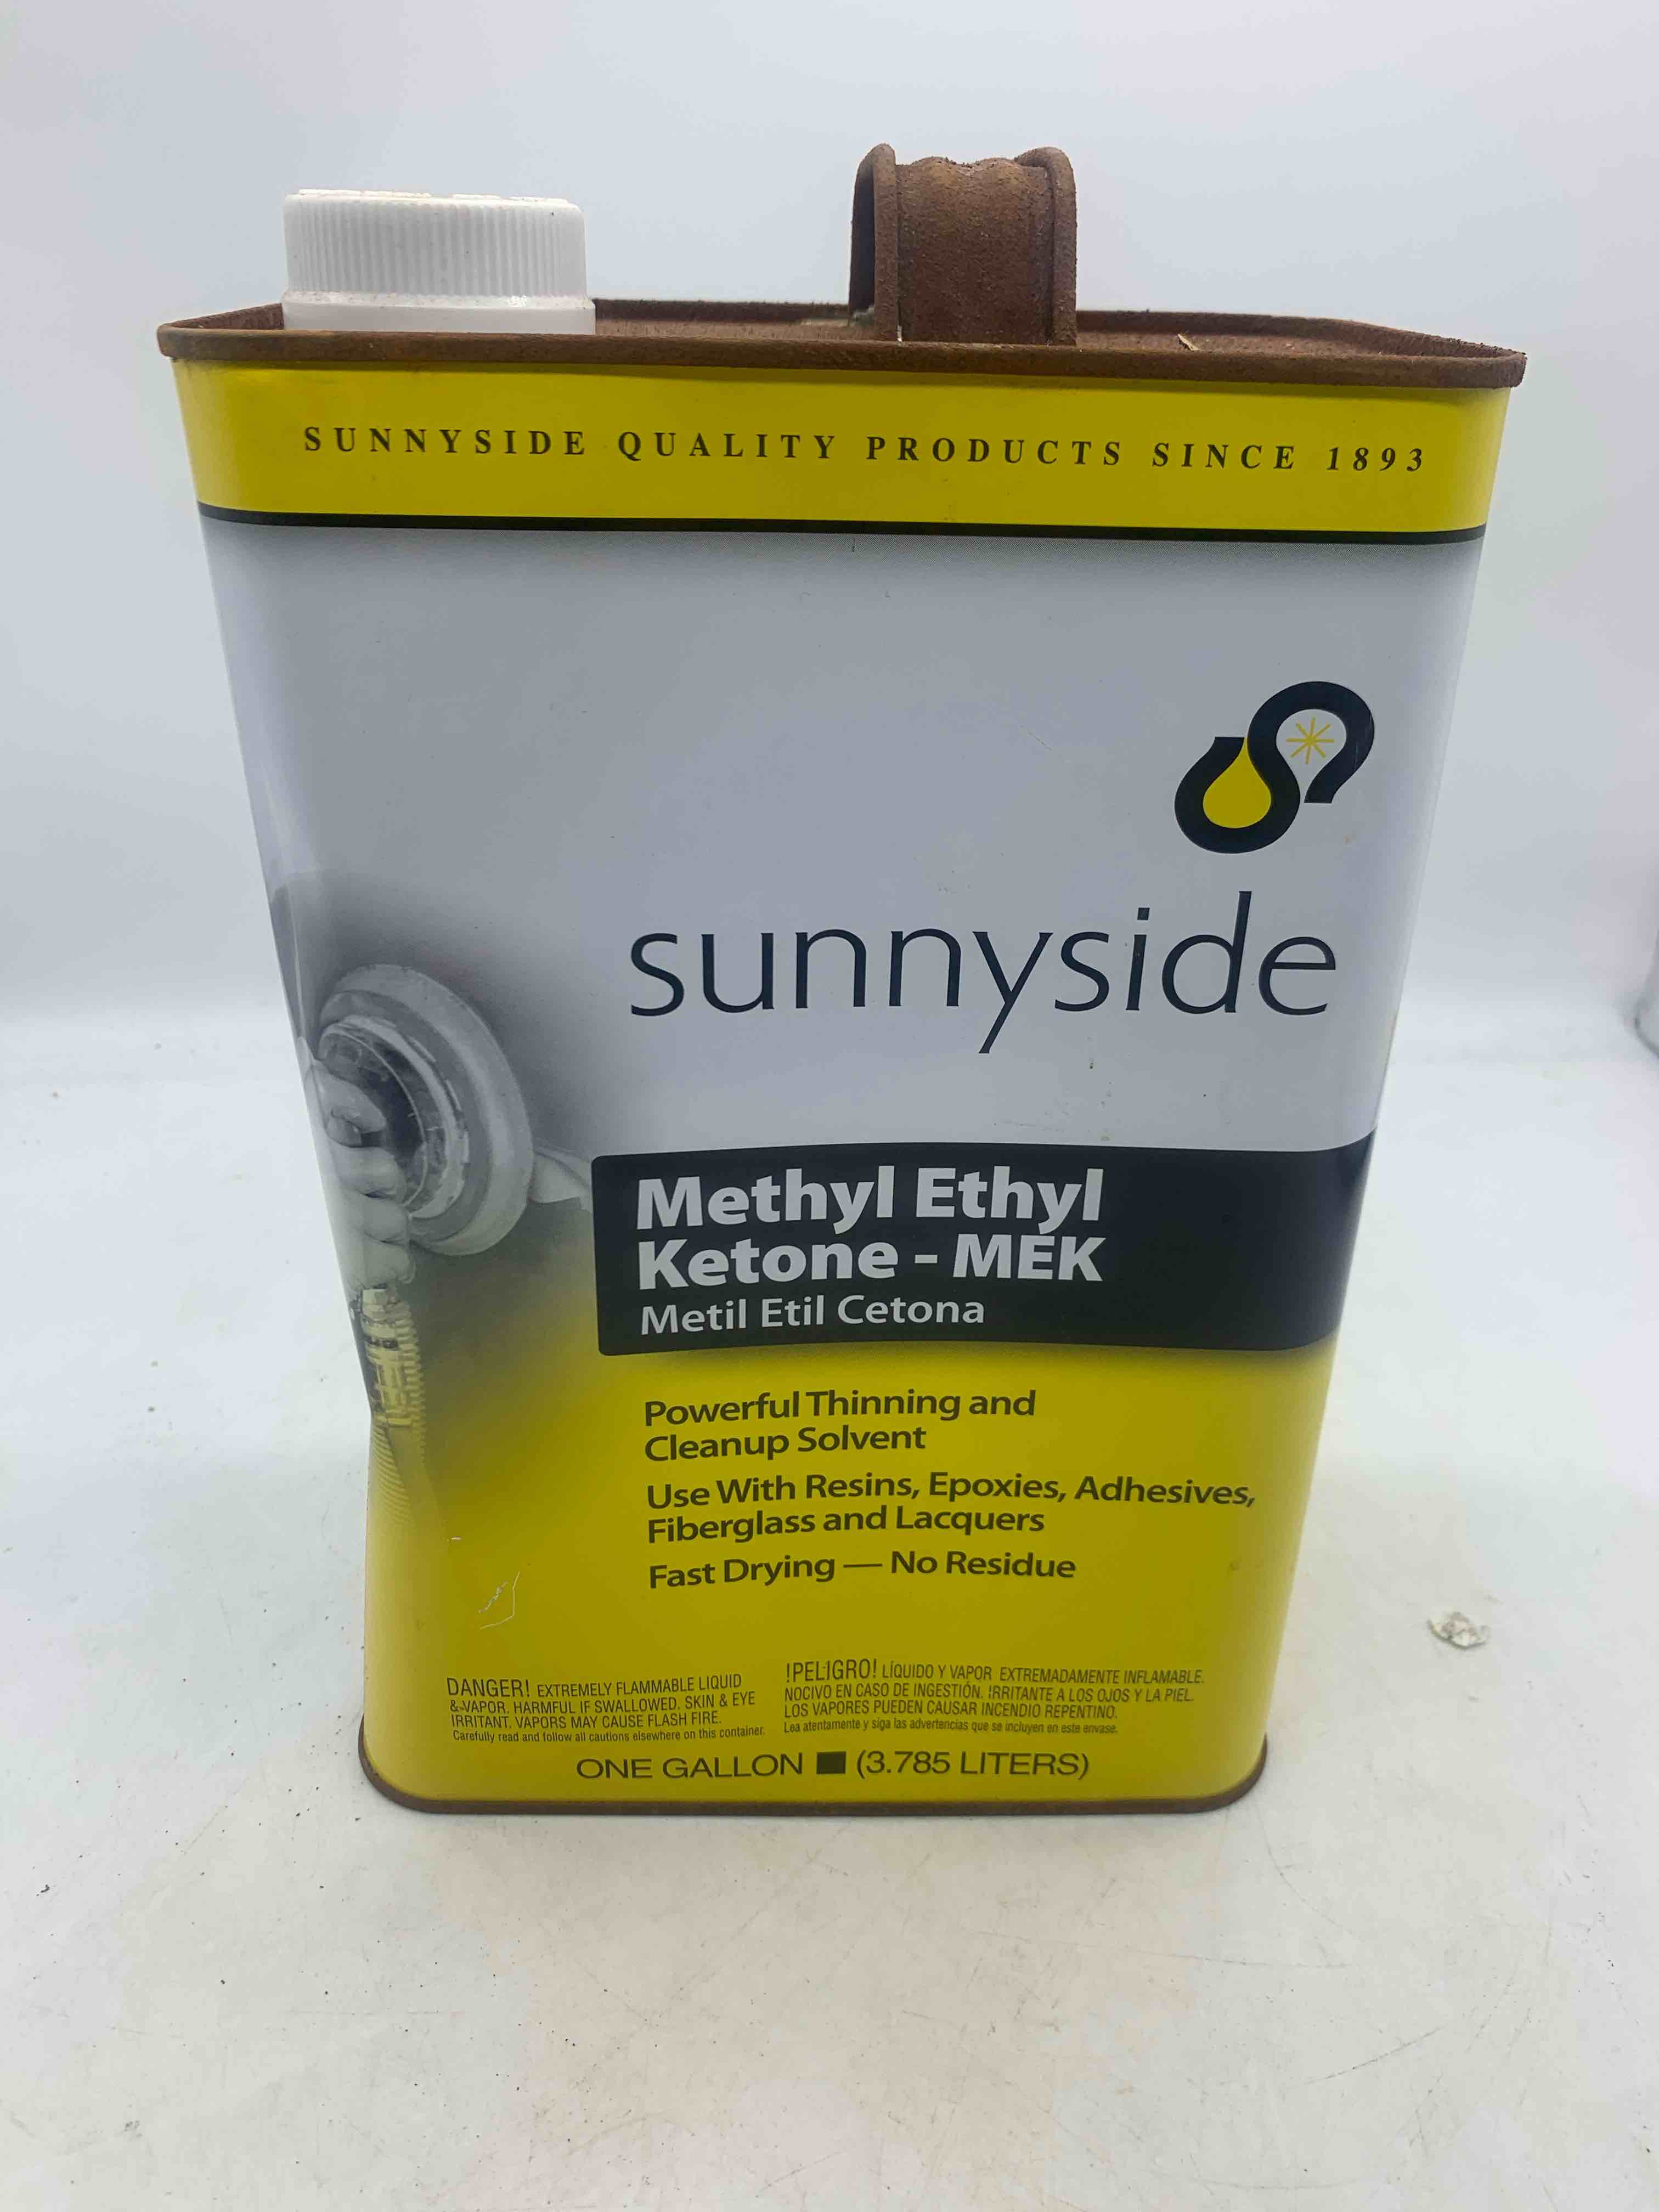 SUNNYSIDE QUALITY PRODUCTS SINCE 1893
sunnyside
Methyl Ethyl
Ketone - MEK
Metil Etil Cetona
Powerful Thinning and
Cleanup Solvent
Use With Resins, Epoxies, Adhesives,
Fiberglass and Lacquers
Fast Drying — No Residue
DANGER! EXTREMELY FLAMMABLE LIQUID
& VAPOR. HARMFUL IF SWALLOWED. SKIN & EYE
IRRITANT. VAPORS MAY CAUSE FLASH FIRE.
Carefully read and follow all cautions elsewhere on this container.
!PELIGRO! LÍQUIDO Y VAPOR EXTREMADAMENTE INFLAMABLE.
NOCIVO EN CASO DE INGESTIÓN. IRRITANTE A LOS OJOS Y LA PIEL.
LOS VAPORES PUEDEN CAUSAR INCENDIO REPENTINO.
Lea atentamente y siga las advertencias que se incluyen en este envase.
ONE GALLON ■ (3.785 LITERS)